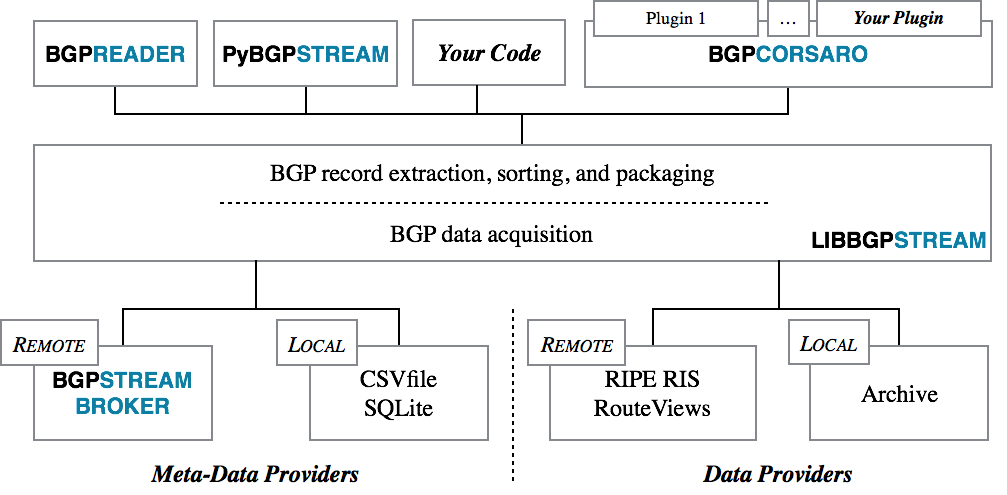 Plugin 1
...
Your Plugin
BGPREADER
PyBGPSTREAM
Your Code
BGPCORSARO
BGP record extraction, sorting, and packaging
BGP data acquisition
LIBBGPSTREAM
REMOTE
BGPSTREAM
BROKER
LOCAL
CSVfile
SQLite
REMOTE
RIPE RIS
RouteViews
LOCAL
Archive
Meta-Data Providers
Data Providers